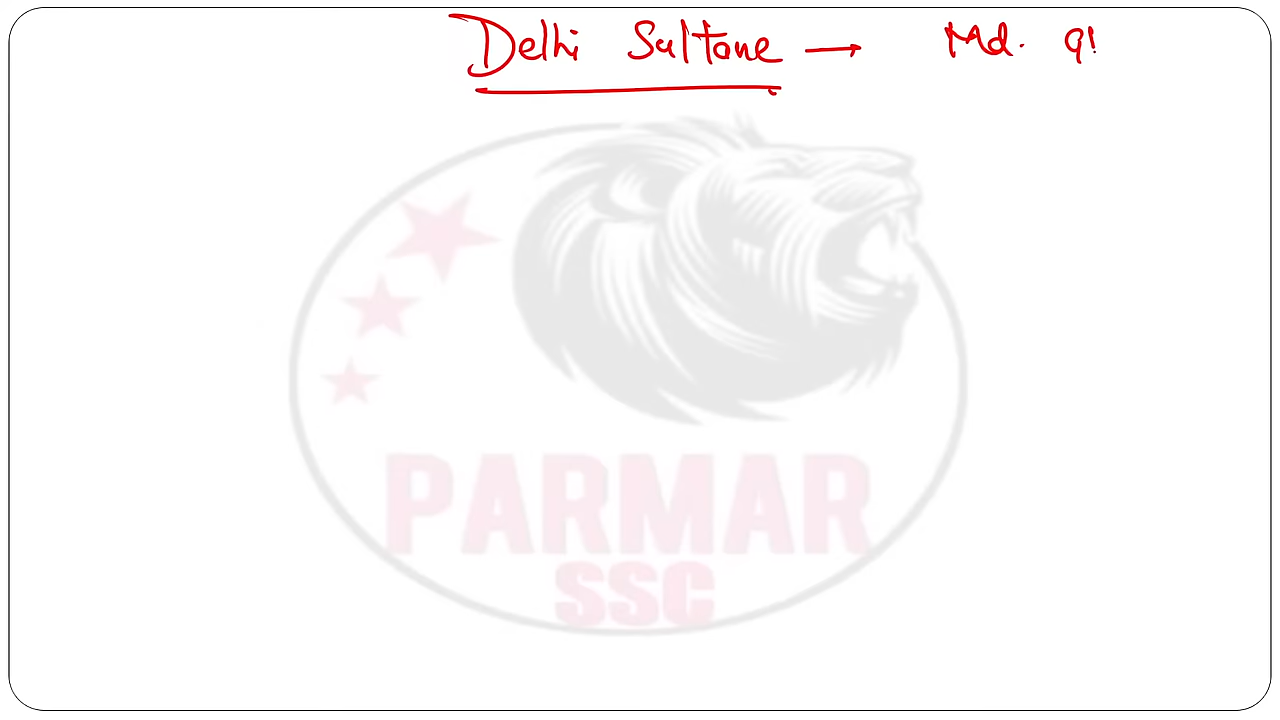 Delhi Sultane → Md.
PARMAR
SSC